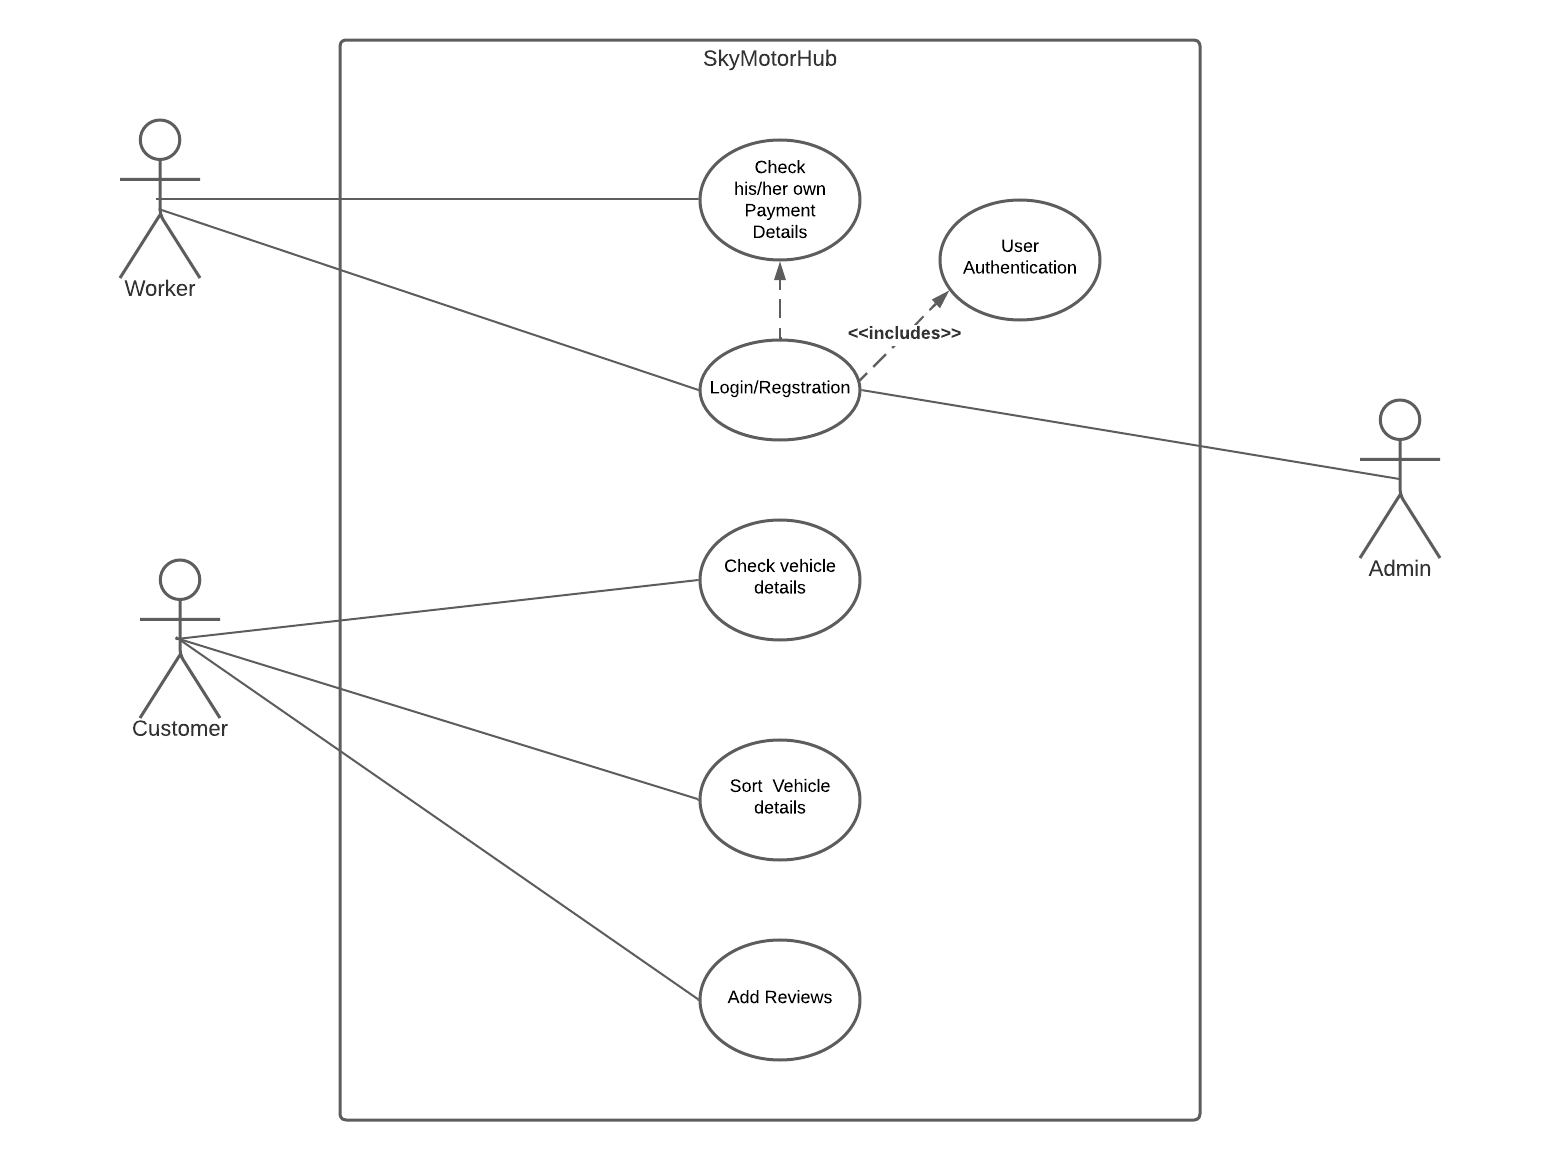 SkyMotorHub
Check
his/her own
Payment
Details
User
Authentication
Worker
<<includes>>
Login/Regstration
Admin
Check vehicle
details
Customer
Sort  Vehicle
details
Add Reviews